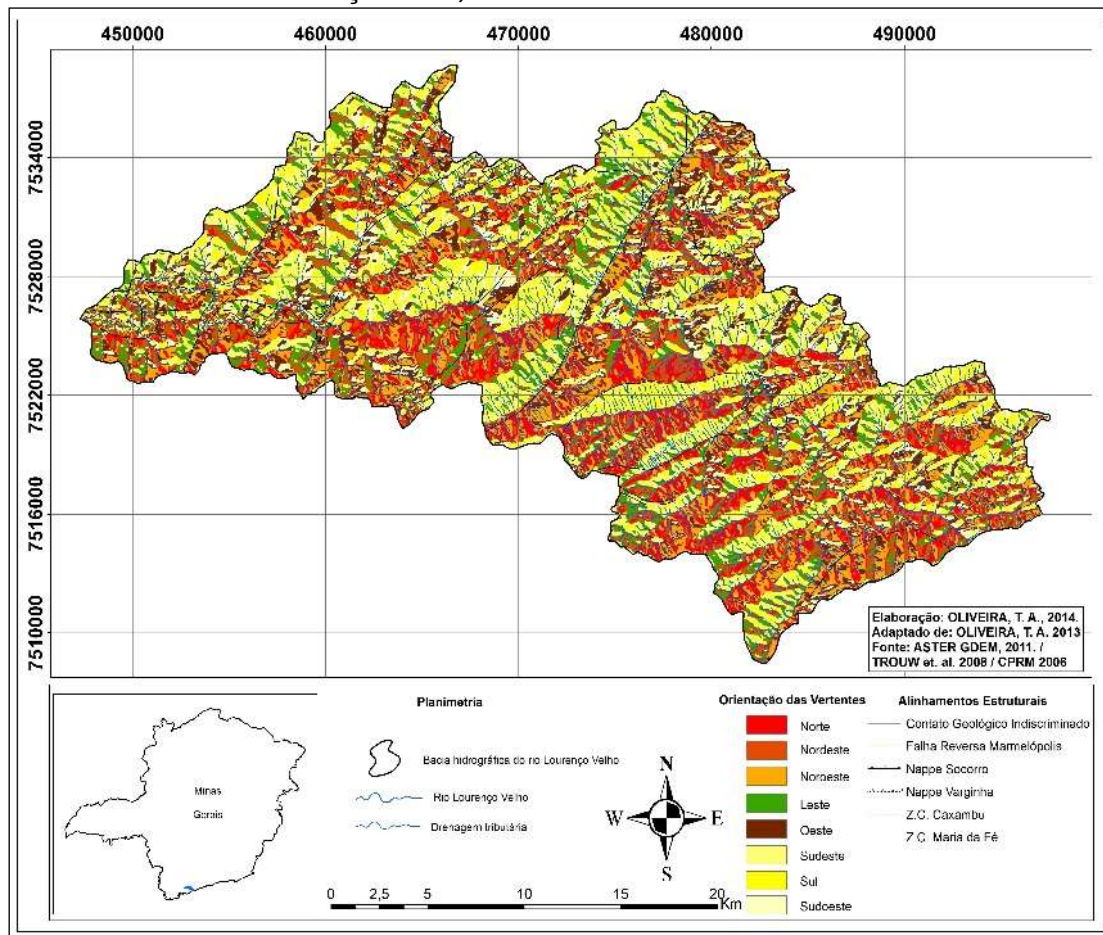 450000 460000 470000 480000 490000
7534000
7528000
7522000
7516000
7510000
Elaboração: OLIVEIRA, T. A., 2014.
Adaptado de: OLIVEIRA, T. A. 2013
Fonte: ASTER GDEM, 2011. /
TROUW et. al. 2008 / CPRM 2006
Minas
Gerais
Planimetria
Bacia hidrográfica do rio Lourenço Velho
Rio Lourenço Velho
Drenagem tributária
N
W E
S
0 2,5 5 10 15 20
Km
Orientação das Vertentes
Norte
Nordeste
Noroeste
Leste
Oeste
Sudeste
Sul
Sudoeste
Alinhamentos Estruturais
Contato Geológico Indiscriminado
Falha Reversa Marmelópolis
Nappe Socorro
Nappe Varginha
Z.C. Caxambu
Z.C. Maria da Fé